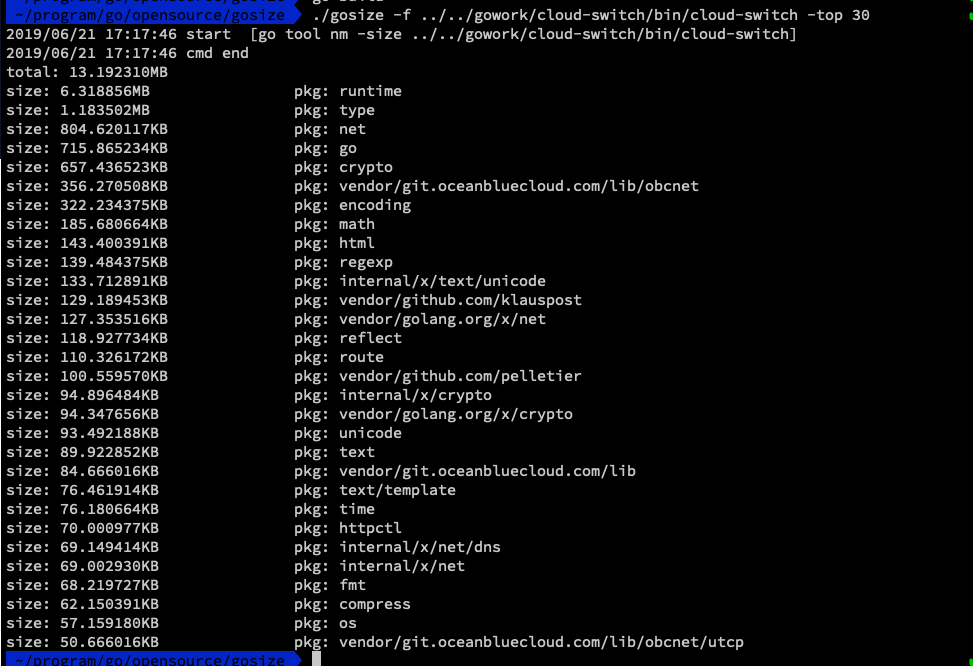 ~/program/go/opensource/gosize ./gosize -f ../../gowork/cloud-switch/bin/cloud-switch -top 30
2019/06/21 17:17:46 start  [go tool nm -size ../../gowork/cloud-switch/bin/cloud-switch]
2019/06/21 17:17:46 cmd end
total: 13.192310MB
size: 6.318856MB pkg: runtime
size: 1.183502MB pkg: type
size: 804.620117KB pkg: net
size: 715.865234KB pkg: go
size: 657.436523KB pkg: crypto
size: 356.270508KB pkg: vendor/git.oceanbluecloud.com/lib/obcnet
size: 322.234375KB pkg: encoding
size: 185.680664KB pkg: math
size: 143.400391KB pkg: html
size: 139.484375KB pkg: regexp
size: 133.712891KB pkg: internal/x/text/unicode
size: 129.189453KB pkg: vendor/github.com/klauspost
size: 127.353516KB pkg: vendor/golang.org/x/net
size: 118.927734KB pkg: reflect
size: 110.326172KB pkg: route
size: 100.559570KB pkg: vendor/github.com/pelletier
size: 94.896484KB pkg: internal/x/crypto
size: 94.347656KB pkg: vendor/golang.org/x/crypto
size: 93.492188KB pkg: unicode
size: 89.922852KB pkg: text
size: 84.666016KB pkg: vendor/git.oceanbluecloud.com/lib
size: 76.461914KB pkg: text/template
size: 76.180664KB pkg: time
size: 70.000977KB pkg: httpctl
size: 69.149414KB pkg: internal/x/net/dns
size: 69.002930KB pkg: internal/x/net
size: 68.219727KB pkg: fmt
size: 62.150391KB pkg: compress
size: 57.159180KB pkg: os
size: 50.666016KB pkg: vendor/git.oceanbluecloud.com/lib/obcnet/utcp
~/program/go/opensource/gosize